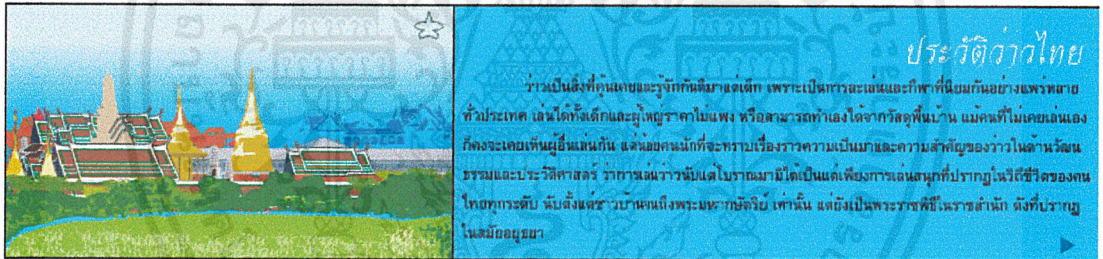 ประวัติว่าวไทย
ว่าวเป็นสิ่งที่คุ้นเคยและรู้จักกันดีมาแต่เด็ก เพราะเป็นการละเล่นและกีฬาที่นิยมกันอย่างแพร่หลาย
ทั่วประเทศ เล่นได้ทั้งเด็กและผู้ใหญ่ราคาไม่แพง หรือสามารถทำเองได้จากวัสดุพื้นบ้าน แม้คนที่ไม่เคยเล่นเอง
ก็คงจะเคยเห็นผู้อื่นเล่นกัน แต่น้อยคนนักที่จะทราบเรื่องราวความเป็นมาและความสำคัญของว่าวในด้านวัฒน
ธรรมและประวัติศาสตร์ ว่าการเล่นว่าวนับแต่โบราณมามิได้เป็นแต่เพียงการเล่นสนุกที่ปรากฏในวิถีชีวิตของคน
ไทยทุกระดับ นับตั้งแต่ชาวบ้านจนถึงพระมหากษัตริย์ เท่านั้น แต่ยังเป็นพระราชพิธีในราชสำนัก ดังที่ปรากฏ
ในสมัยอยุธยา